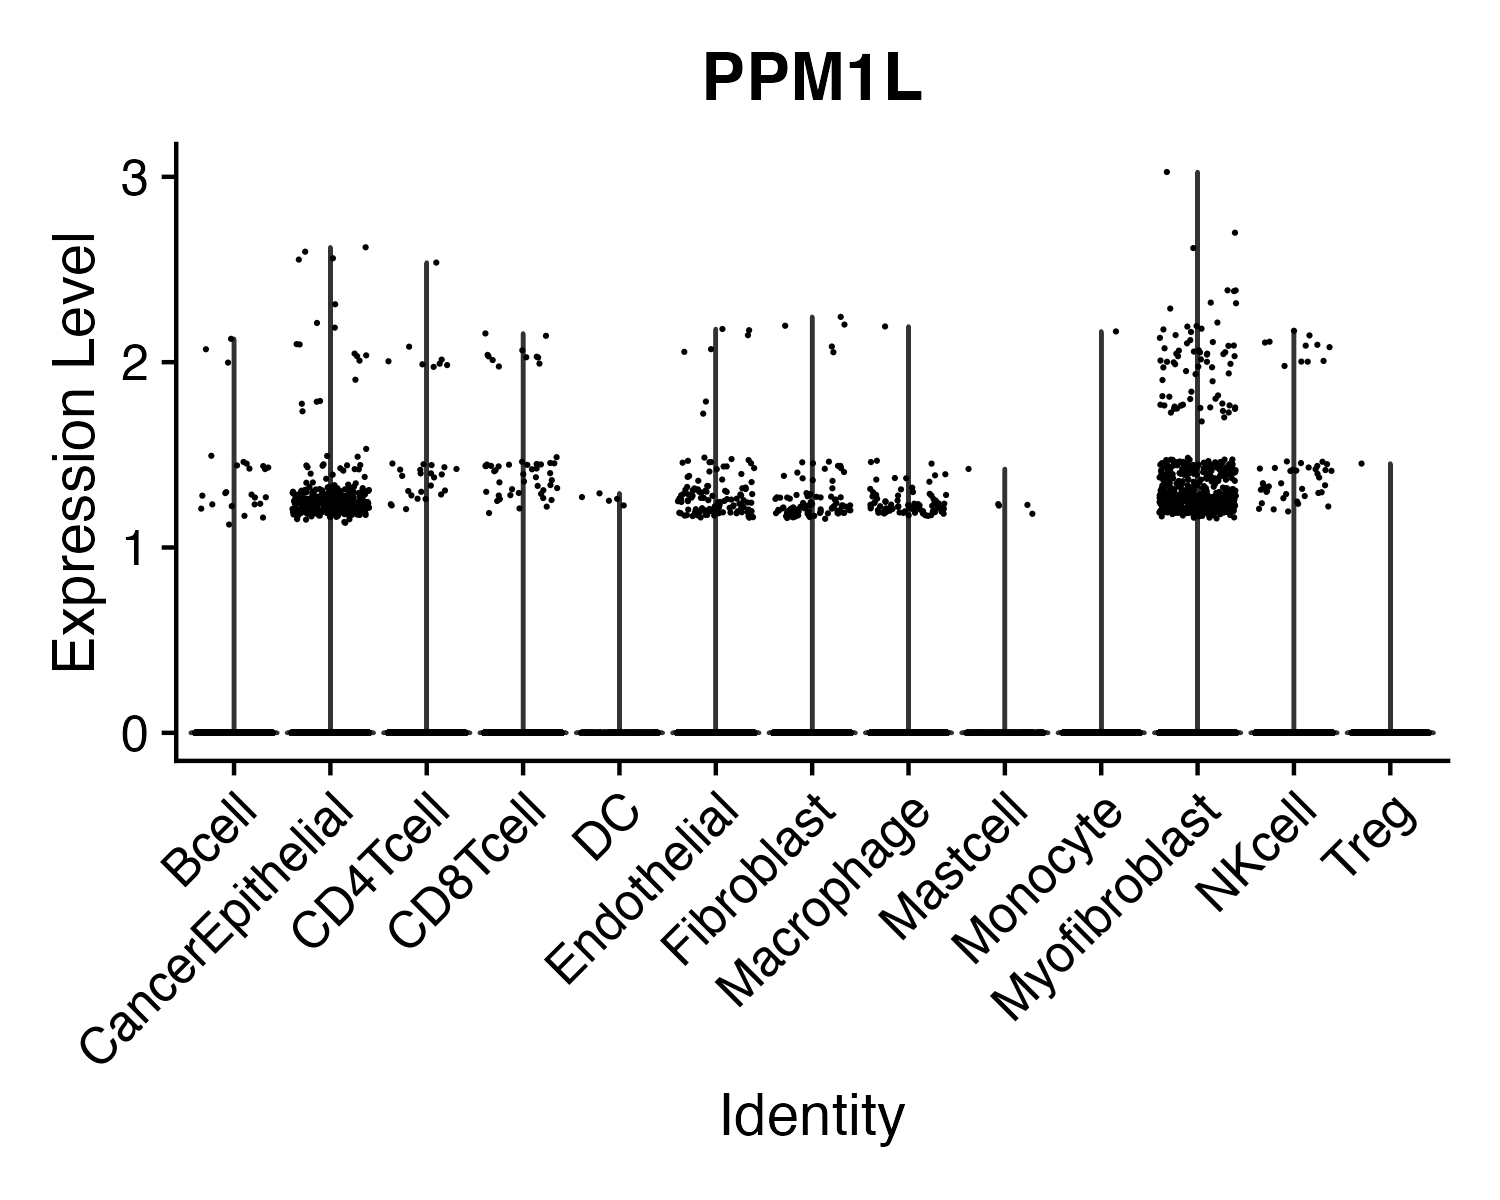 PPM1L
Expression Level
3
2
1
0
Bcell
CancerEpithelial
CD4Tcell
CD8Tcell
DC
Endothelial
Fibroblast
Macrophage
Mastcell
Monocyte
Myofibroblast
NKcell
Treg
Identity